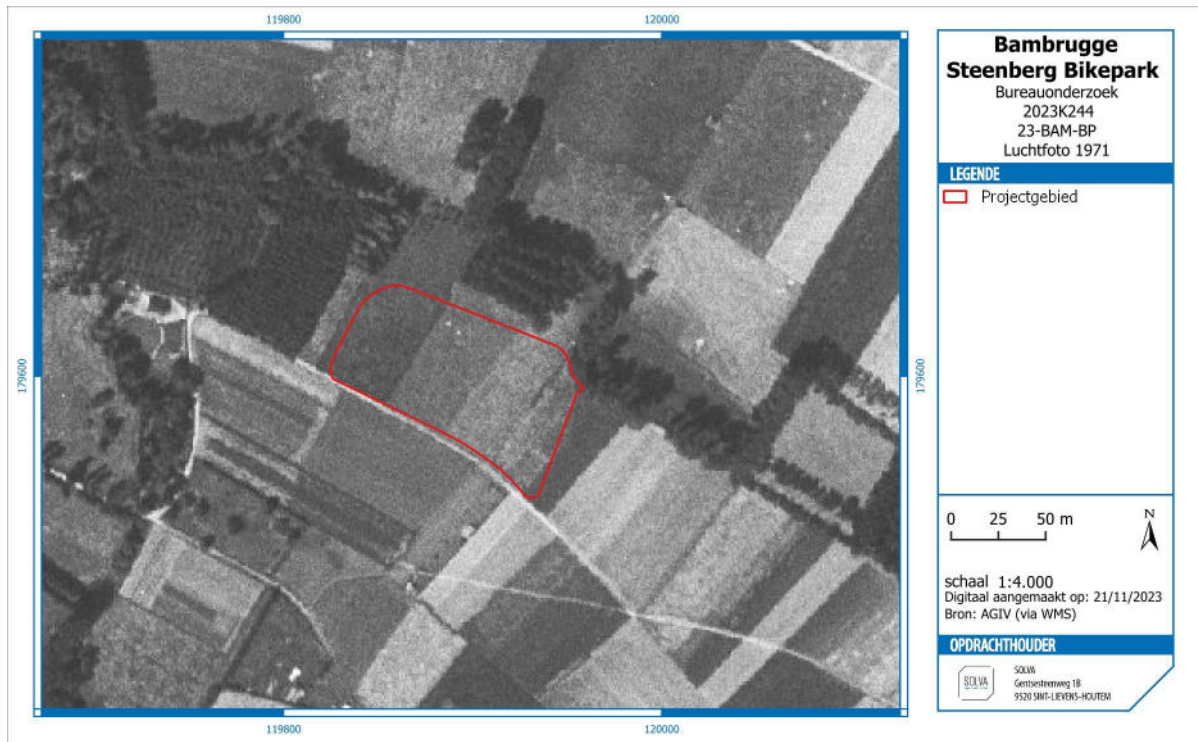 119800
120000
179600
179600
119800
120000
Bambrugge
Steenberg Bikepark
Bureauonderzoek
2023K244
23-BAM-BP
Luchtfoto 1971
LEGENDE
Projectgebied
0 25 50 m
N
schaal 1:4.000
Digitaal aangemaakt op: 21/11/2023
Bron: AGIV (via WMS)
OPDRACHTHOUDER
SOLVA
SOLVA
Gentsesteenweg 1B
9520 SINT-LIEVENS-HOUTEM